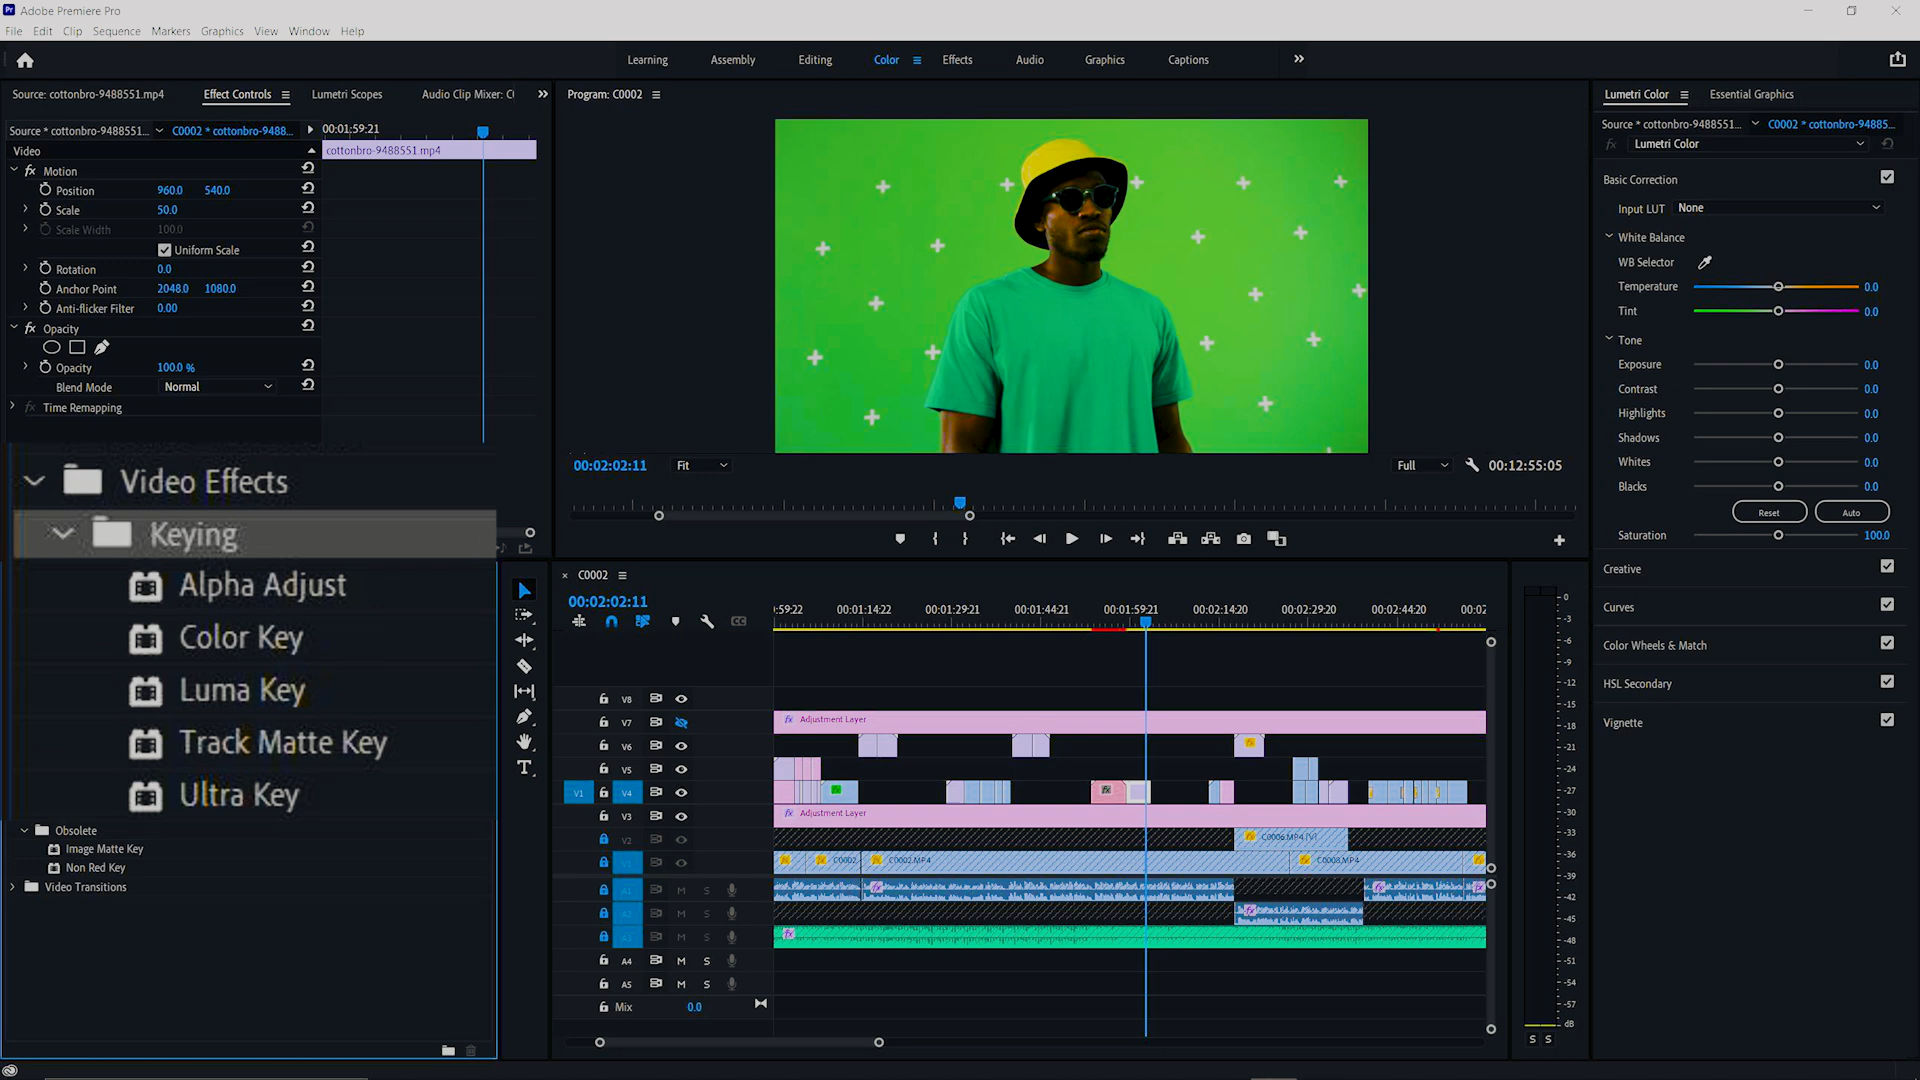 Adobe Premiere Pro
File Edit Clip Sequence Markers Graphics View Window Help
Learning Assembly Editing Color Effects Audio Graphics Captions
Source: cottonbro-9488551.mp4 Effect Controls Lumetri Scopes Audio Clip Mixer: C(
Source * cottonbro-9488551... C0002 * cottonbro-9488... 00:01;59;21
Video cottonbro-9488551.mp4
fx Motion
Position 960.0 540.0
Scale 50.0
Scale Width 100.0
Uniform Scale
Rotation 0.0
Anchor Point 2048.0 1080.0
Anti-flicker Filter 0.00
fx Opacity
Opacity 100.0 %
Blend Mode Normal
fx Time Remapping
Video Effects
Keying
Alpha Adjust
Color Key
Luma Key
Track Matte Key
Ultra Key
Obsolete
Image Matte Key
Non Red Key
Video Transitions
Program: C0002
00:02:02:11 Fit Full 00:12:55:05
C0002
00:02:02:11
:59:22 00:01:14:22 00:01:29:21 00:01:44:21 00:01:59:21 00:02:14:20 00:02:29:20 00:02:44:20 00:02
V8
V7 fx Adjustment Layer
V6
V5
V1 V4
V3 Adjustment Layer
V2 C0006.MP4 [V]
V1 C0002 C0002.MP4 C0008.MP4
A1 M S
A2 M S
A3 M S
A4 M S
A5 M S
Mix 0.0
0
-3
-6
-9
-12
-15
-18
-21
-24
-27
-30
-33
-36
-39
-42
-45
-48
-51
-54
-57
dB
S S
Lumetri Color Essential Graphics
Source * cottonbro-9488551... C0002 * cottonbro-94885...
fx Lumetri Color
Basic Correction
Input LUT None
White Balance
WB Selector
Temperature 0.0
Tint 0.0
Tone
Exposure 0.0
Contrast 0.0
Highlights 0.0
Shadows 0.0
Whites 0.0
Blacks 0.0
Reset Auto
Saturation 100.0
Creative
Curves
Color Wheels & Match
HSL Secondary
Vignette